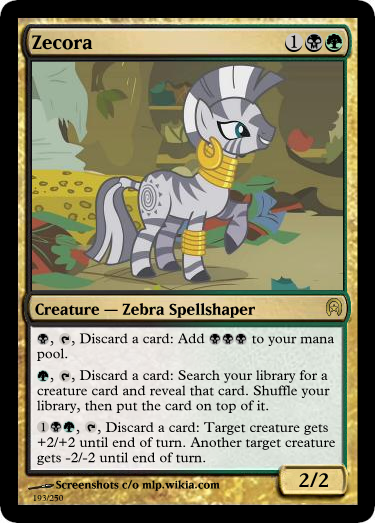 Zecora 1
Creature — Zebra Spellshaper
, , Discard a card: Add to your mana
pool.
, , Discard a card: Search your library for a
creature card and reveal that card. Shuffle your
library, then put the card on top of it.
1 , , Discard a card: Target creature gets
+2/+2 until end of turn. Another target creature
gets -2/-2 until end of turn.
Screenshots c/o mlp.wikia.com
193/250
2/2